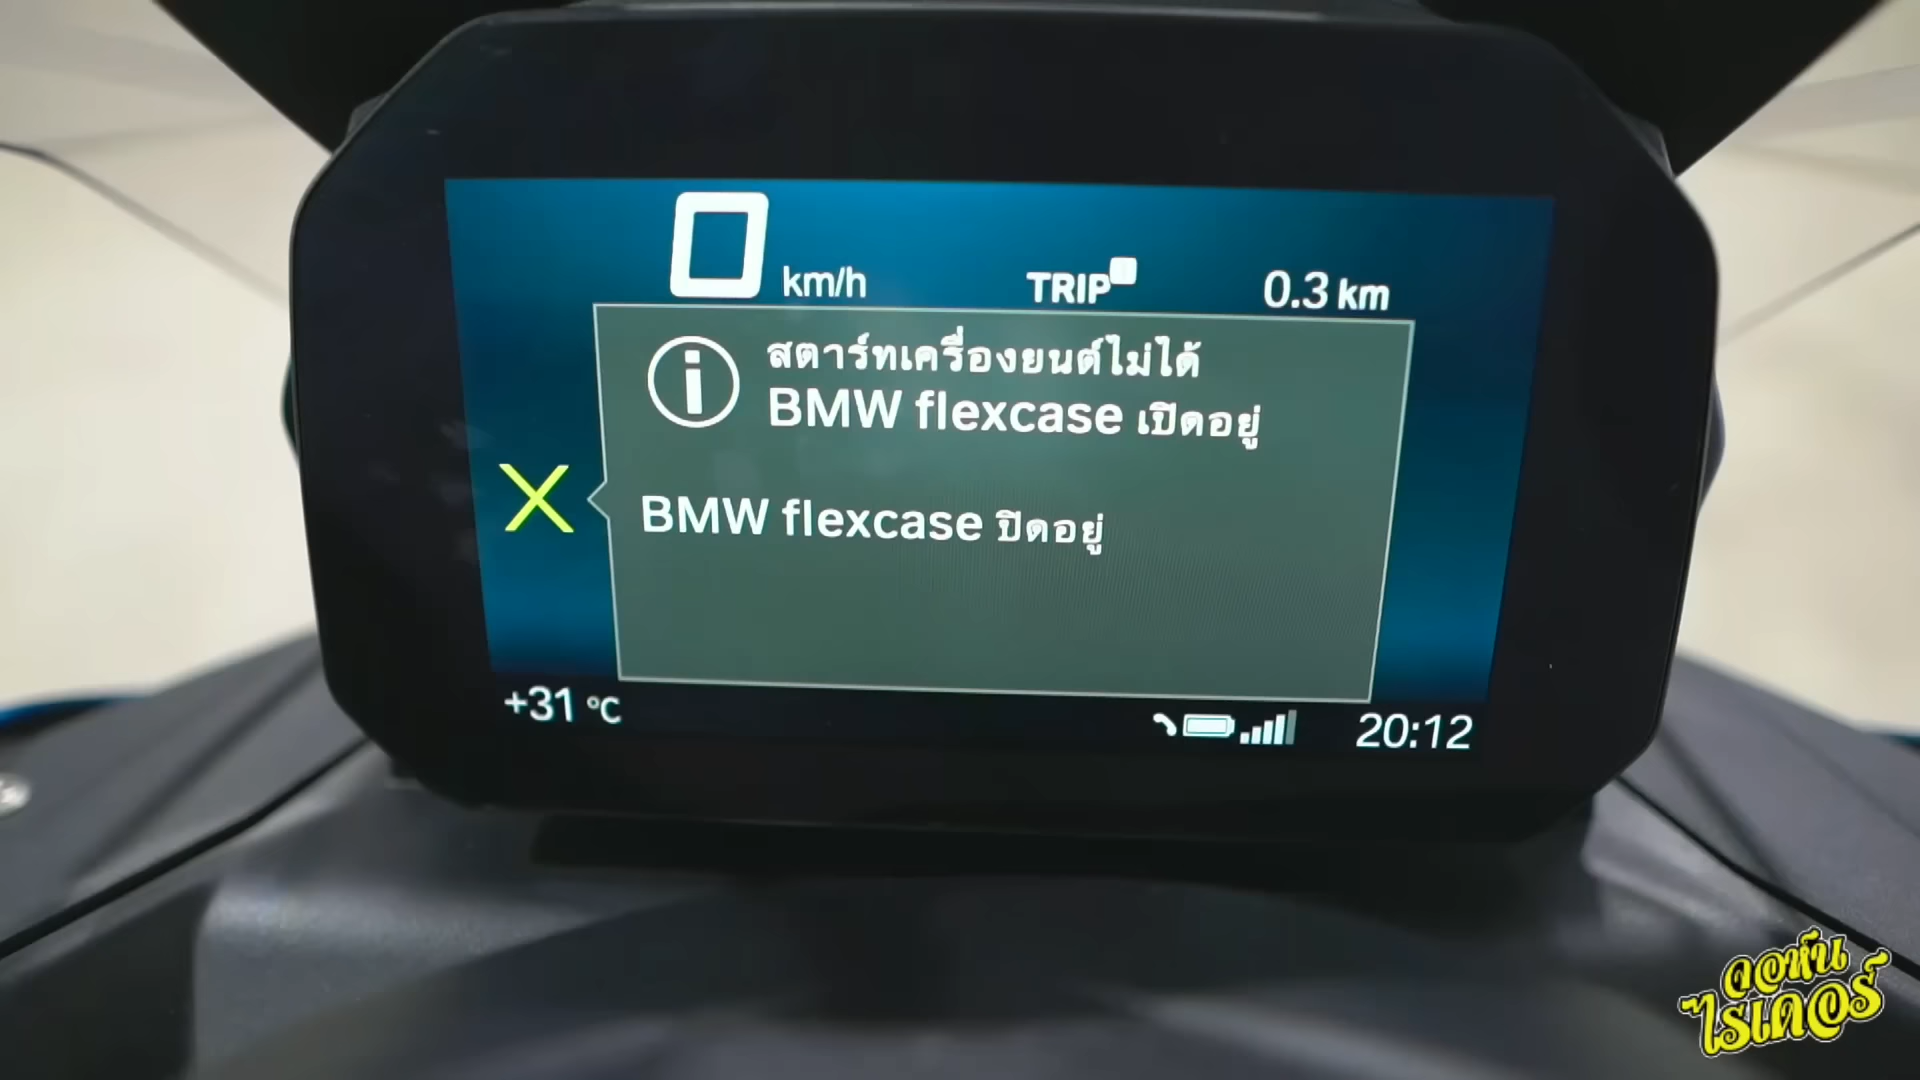 0 km/h TRIP 0.3 km
สตาร์ทเครื่องยนต์ไม่ได้
BMW flexcase เปิดอยู่
BMW flexcase ปิดอยู่
+31 °C 20:12
จอห์น
ไรเดอร์